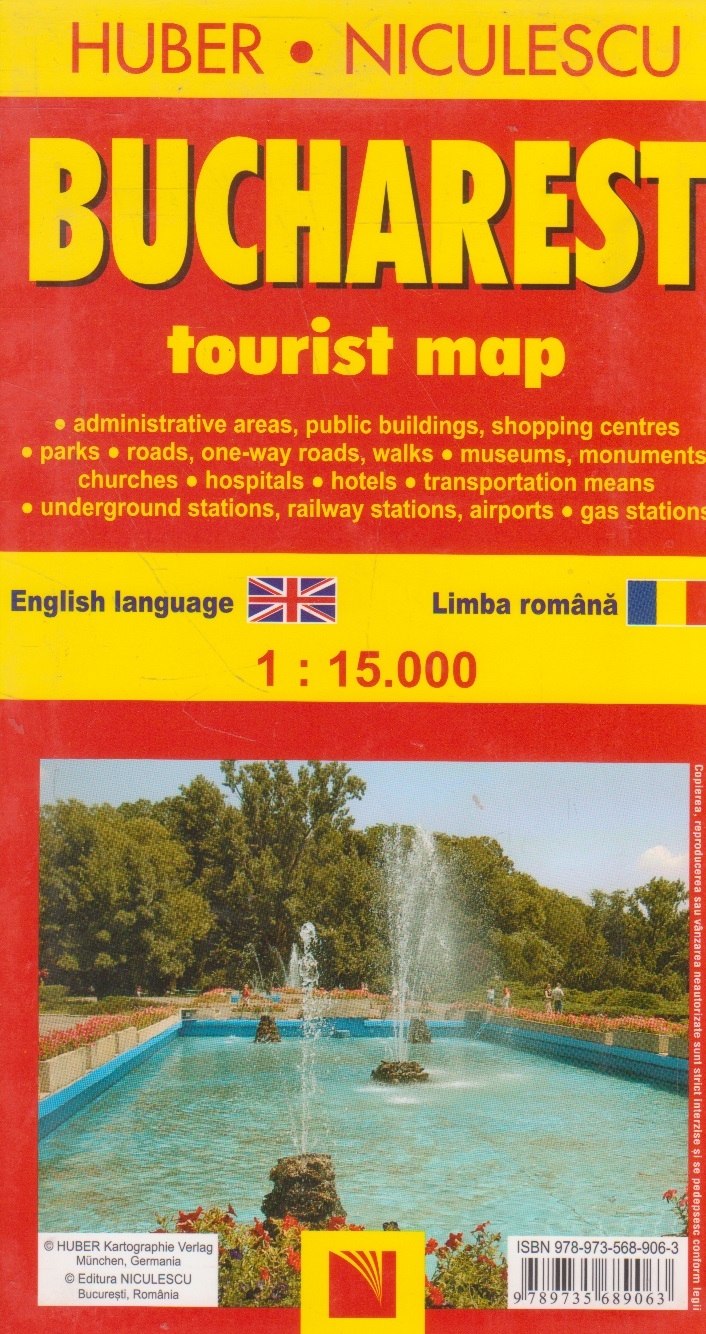 HUBER • NICULESCU
BUCHAREST
tourist map
• administrative areas, public buildings, shopping centres
• parks • roads, one-way roads, walks • museums, monuments
churches • hospitals • hotels • transportation means
• underground stations, railway stations, airports • gas stations
English language
Limba română
1 : 15.000
Copierea, reproducerea sau vânzarea neautorizate sunt strict interzise și se pedepsesc conform legii
© HUBER Kartographie Verlag
München, Germania
© Editura NICULESCU
București, România
ISBN 978-973-568-906-3
9 789735 689063